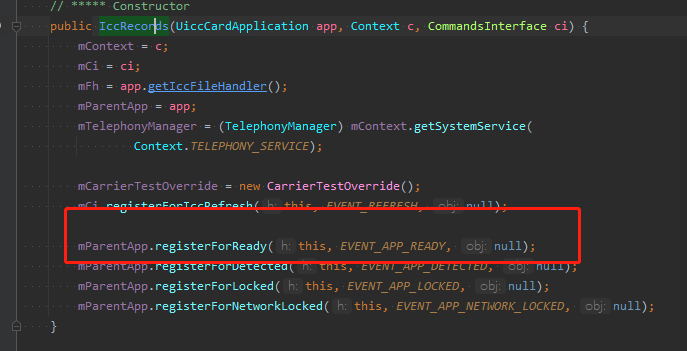 // ***** Constructor
public IccRecords(UiccCardApplication app, Context c, CommandsInterface ci) {
mContext = c;
mCi = ci;
mFh = app.getIccFileHandler();
mParentApp = app;
mTelephonyManager = (TelephonyManager) mContext.getSystemService(
Context.TELEPHONY_SERVICE);
mCarrierTestOverride = new CarrierTestOverride();
mCi.registerForIccRefresh( h: this, EVENT_REFRESH, obj: null);
mParentApp.registerForReady( h: this, EVENT_APP_READY, obj: null);
mParentApp.registerForDetected( h: this, EVENT_APP_DETECTED, obj: null);
mParentApp.registerForLocked( h: this, EVENT_APP_LOCKED, obj: null);
mParentApp.registerForNetworkLocked( h: this, EVENT_APP_NETWORK_LOCKED, obj: null);
}